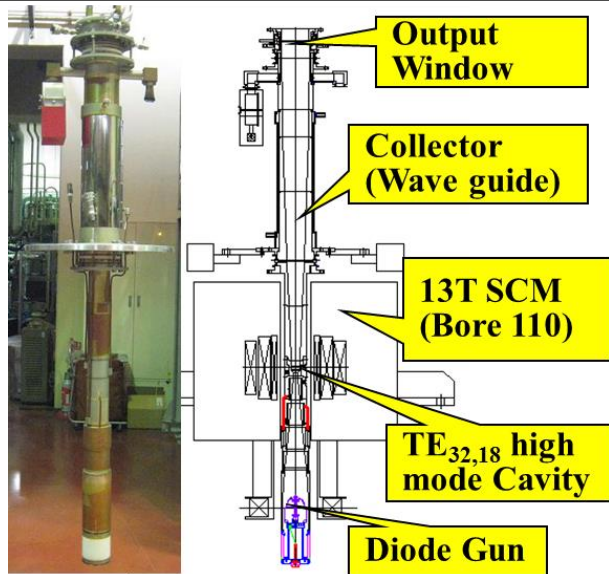 Output
Window
Collector
(Wave guide)
13T SCM
(Bore 110)
TE32,18 high
mode Cavity
Diode Gun